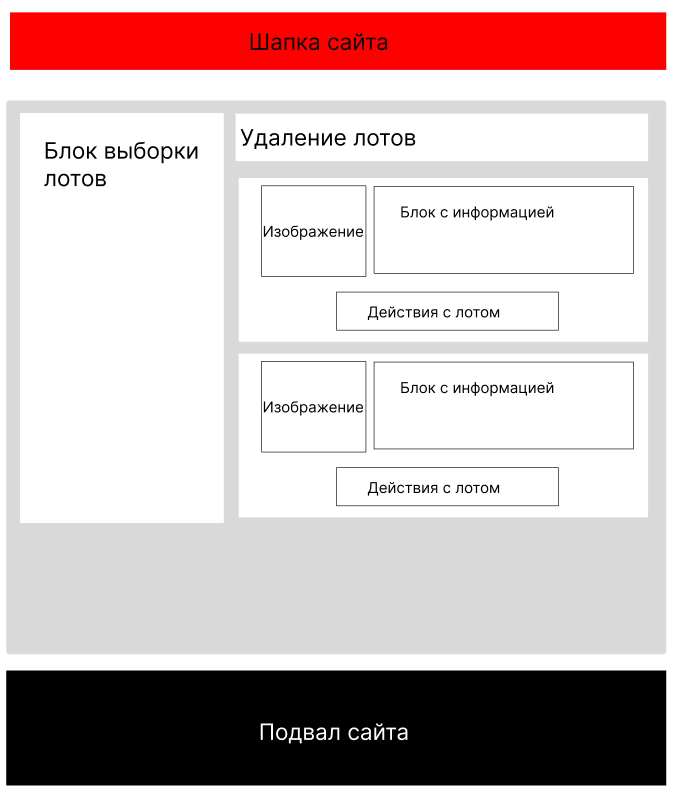 Шапка сайта
Блок выборки
лотов
Удаление лотов
Изображение
Блок с информацией
Действия с лотом
Изображение
Блок с информацией
Действия с лотом
Подвал сайта